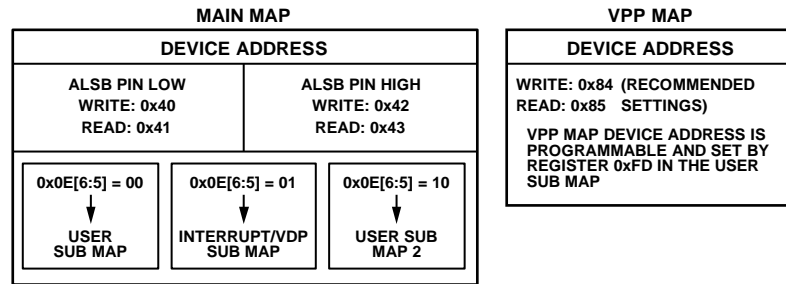 MAIN MAP
DEVICE ADDRESS
ALSB PIN LOW
WRITE: 0x40
READ: 0x41
ALSB PIN HIGH
WRITE: 0x42
READ: 0x43
0x0E[6:5] = 00
USER
SUB MAP
0x0E[6:5] = 01
INTERRUPT/VDP
SUB MAP
0x0E[6:5] = 10
USER SUB
MAP 2
VPP MAP
DEVICE ADDRESS
WRITE: 0x84 (RECOMMENDED
READ: 0x85 SETTINGS)
VPP MAP DEVICE ADDRESS IS
PROGRAMMABLE AND SET BY
REGISTER 0xFD IN THE USER
SUB MAP